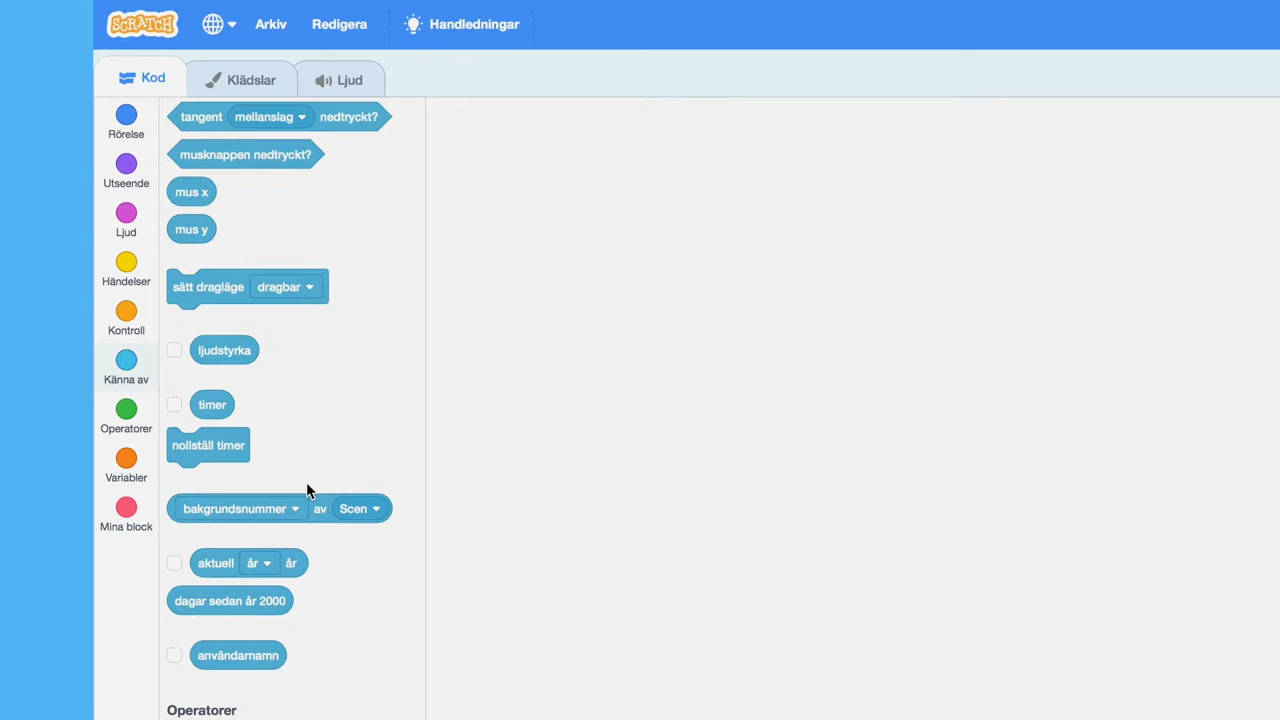 SCRATCH
Arkiv
Redigera
Handledningar
Kod
Klädslar
Ljud
Rörelse
Utseende
Ljud
Händelser
Kontroll
Känna av
Operatorer
Variabler
Mina block
tangent mellanslag nedtryckt?
musknappen nedtryckt?
mus x
mus y
sätt dragläge dragbar
ljudstyrka
timer
nollställ timer
bakgrundsnummer av Scen
aktuell år år
dagar sedan år 2000
användarnamn
Operatorer